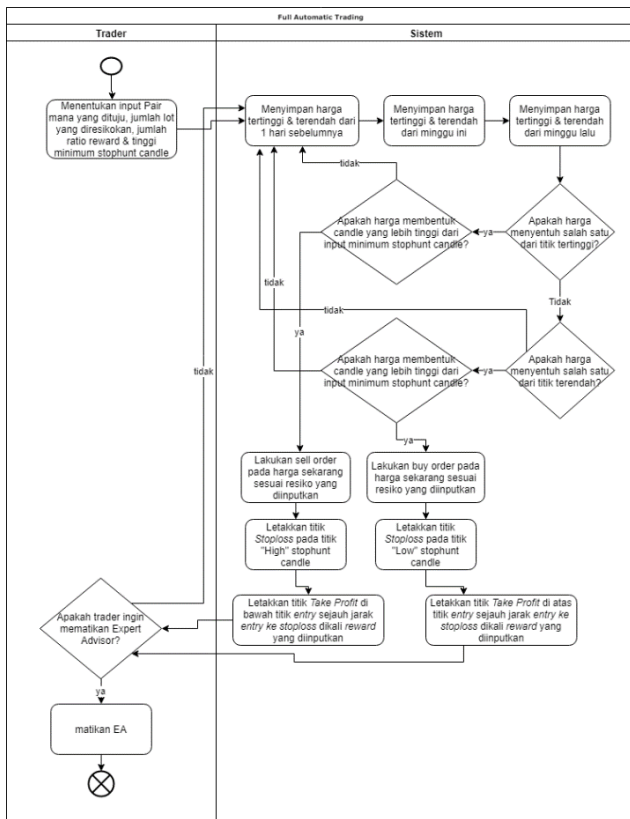 Full Automatic Trading
Trader
Sistem
Menentukan input Pair
mana yang dituju, jumlah lot
yang diresikokan, jumlah
ratio reward & tinggi
minimum stophunt candle
Menyimpan harga
tertinggi & terendah dari
1 hari sebelumnya
Menyimpan harga
tertinggi & terendah
dari minggu ini
Menyimpan harga
tertinggi & terendah
dari minggu lalu
tidak
Apakah harga membentuk
candle yang lebih tinggi dari
input minimum stophunt
candle?
ya
Apakah harga
menyentuh salah satu
dari titik tertinggi?
tidak
tidak
Tidak
tidak
ya
Apakah harga membentuk
candle yang lebih tinggi dari
input minimum stophunt
candle?
ya
Apakah harga
menyentuh salah satu
dari titik terendah?
ya
Lakukan sell order
pada harga sekarang
sesuai resiko yang
diinputkan
Lakukan buy order pada
harga sekarang sesuai
resiko yang diinputkan
Letakkan titik
Stoploss pada titik
"High" stophunt
candle
Letakkan titik
Stoploss pada titik
"Low" stophunt
candle
Letakkan titik Take Profit di
bawah titik entry sejauh jarak
entry ke stoploss dikali reward
yang diinputkan
Letakkan titik Take Profit di atas
titik entry sejauh jarak entry ke
stoploss dikali reward yang
diinputkan
Apakah trader ingin
mematikan Expert
Advisor?
ya
matikan EA